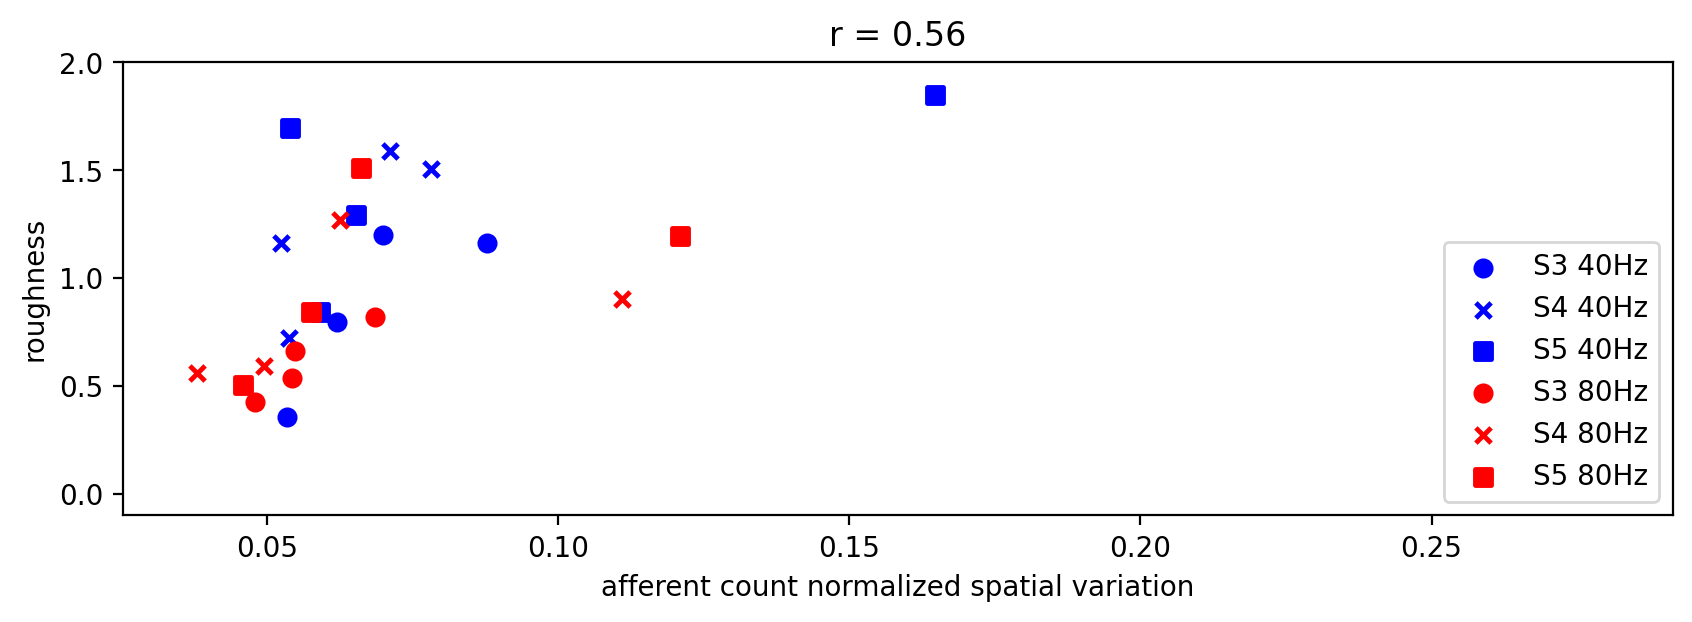 r = 0.56
2.0
1.5
1.0
0.5
0.0
roughness
S3 40Hz
S4 40Hz
S5 40Hz
S3 80Hz
S4 80Hz
S5 80Hz
0.05 0.10 0.15 0.20 0.25
afferent count normalized spatial variation